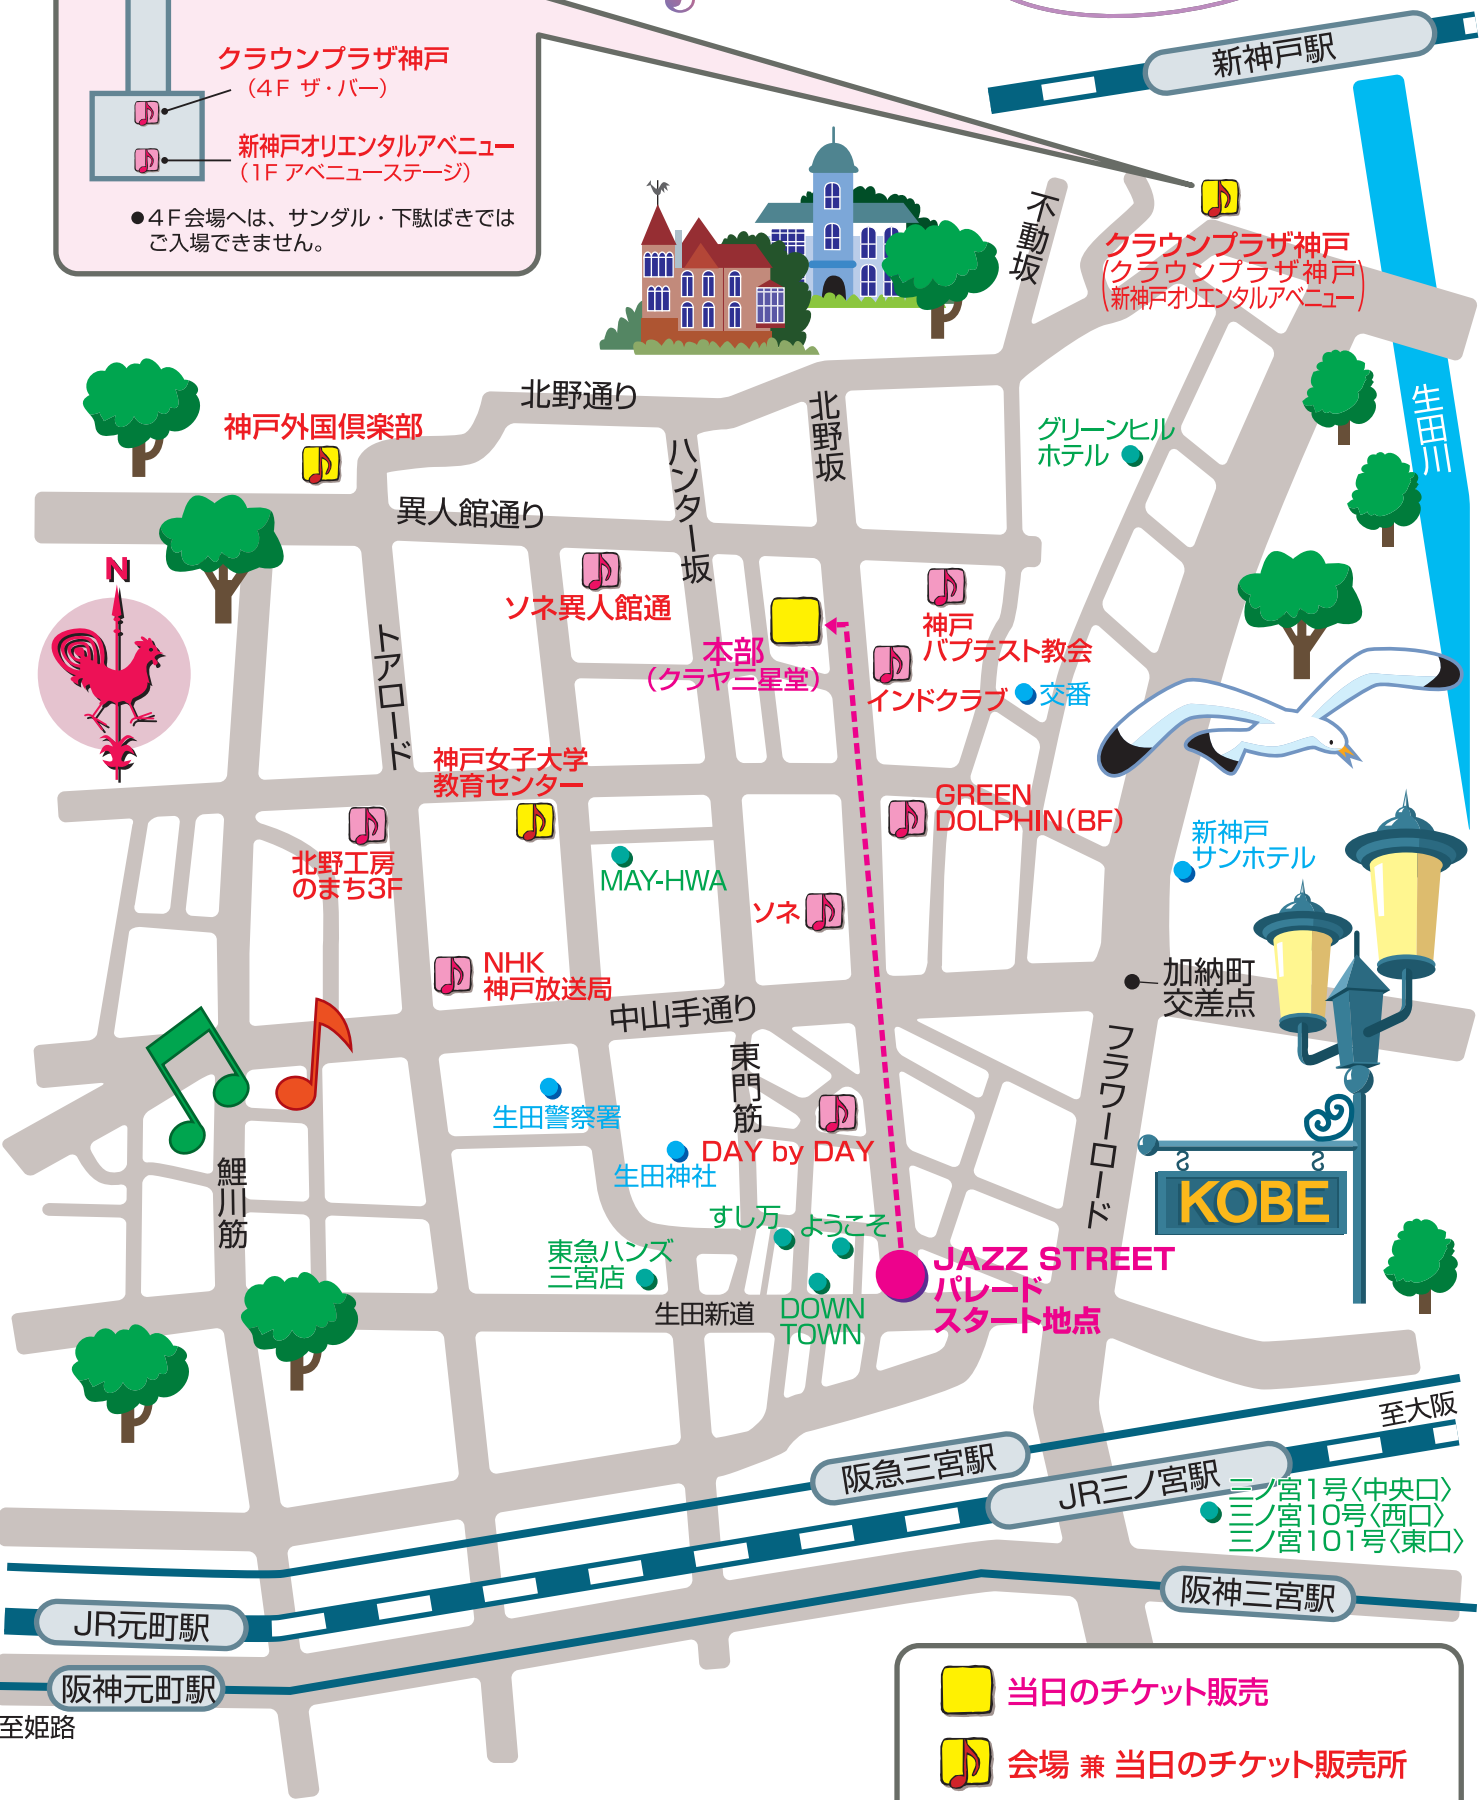 クラウンプラザ神戸
（4F ザ・バー）
新神戸オリエンタルアベニュー
（1F アベニューステージ）
●4F会場へは、サンダル・下駄ばきでは
ご入場できません。
新神戸駅
不動坂
クラウンプラザ神戸
(クラウンプラザ神戸
新神戸オリエンタルアベニュー)
生田川
北野通り
神戸外国倶楽部
北野坂
ハンター坂
グリーンヒル
ホテル
異人館通り
N
ソネ異人館通
トアロード
本部
（クラヤ三星堂）
神戸
バプテスト教会
インドクラブ
交番
神戸女子大学
教育センター
GREEN
DOLPHIN(BF)
新神戸
サンホテル
北野工房
のまち3F
MAY-HWA
ソネ
NHK
神戸放送局
加納町
交差点
中山手通り
東門筋
フラワーロード
生田警察署
DAY by DAY
生田神社
鯉川筋
KOBE
すし万
ようこそ
東急ハンズ
三宮店
JAZZ STREET
パレード
スタート地点
生田新道
DOWN
TOWN
至大阪
阪急三宮駅
JR三ノ宮駅
三ノ宮1号〈中央口〉
三ノ宮10号〈西口〉
三ノ宮101号〈東口〉
阪神三宮駅
JR元町駅
阪神元町駅
至姫路
当日のチケット販売
会場 兼 当日のチケット販売所